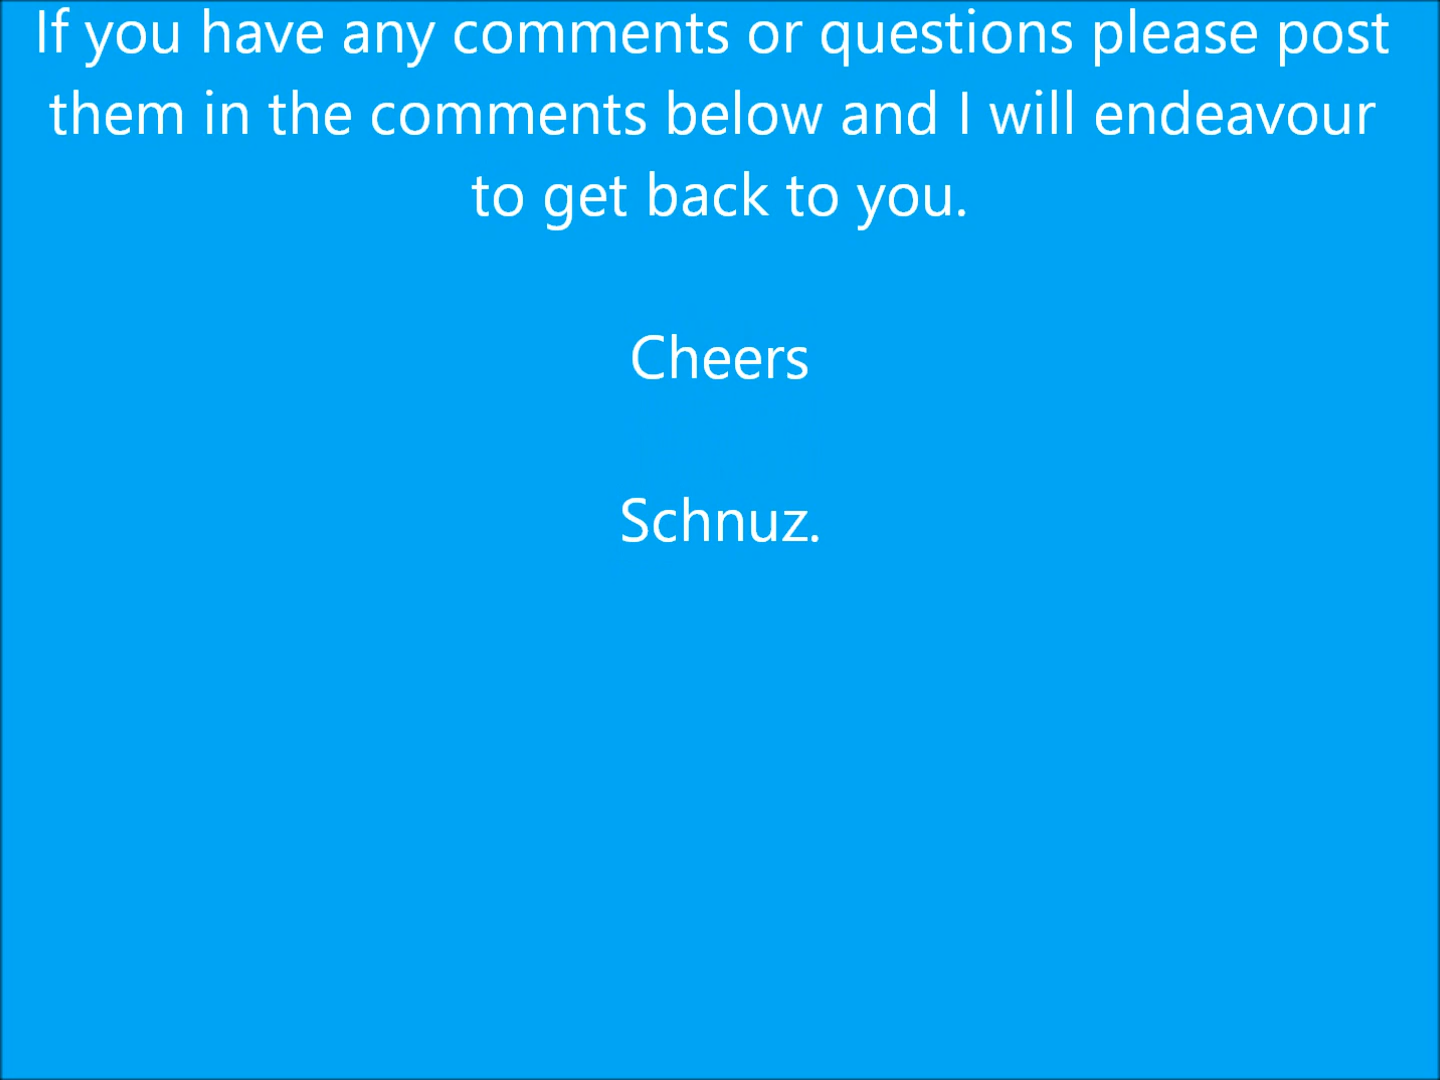 If you have any comments or questions please post
them in the comments below and I will endeavour
to get back to you.
Cheers
Schnuz.